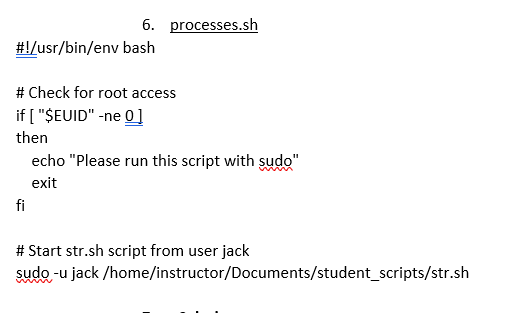 6. processes.sh
#!/usr/bin/env bash
# Check for root access
if [ "$EUID" -ne 0 ]
then
echo "Please run this script with sudo"
exit
fi
# Start str.sh script from user jack
sudo -u jack /home/instructor/Documents/student_scripts/str.sh